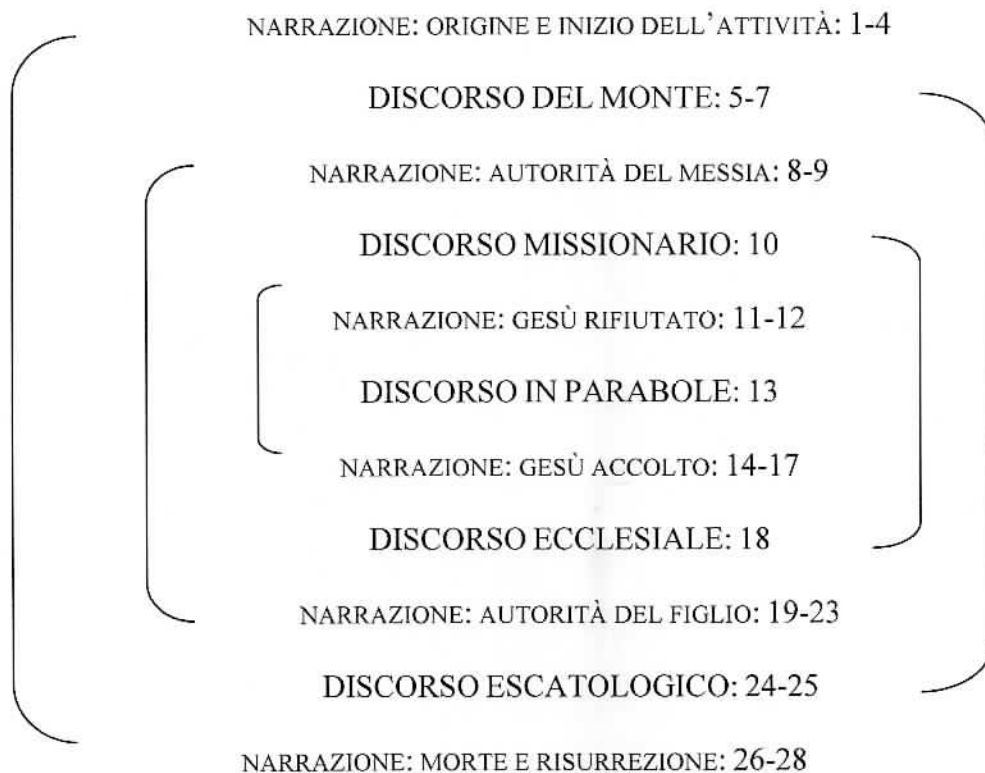 NARRAZIONE: ORIGINE E INIZIO DELL'ATTIVITÀ: 1-4
DISCORSO DEL MONTE: 5-7
NARRAZIONE: AUTORITÀ DEL MESSIA: 8-9
DISCORSO MISSIONARIO: 10
NARRAZIONE: GESÙ RIFIUTATO: 11-12
DISCORSO IN PARABOLE: 13
NARRAZIONE: GESÙ ACCOLTO: 14-17
DISCORSO ECCLESIALE: 18
NARRAZIONE: AUTORITÀ DEL FIGLIO: 19-23
DISCORSO ESCATOLOGICO: 24-25
NARRAZIONE: MORTE E RISURREZIONE: 26-28